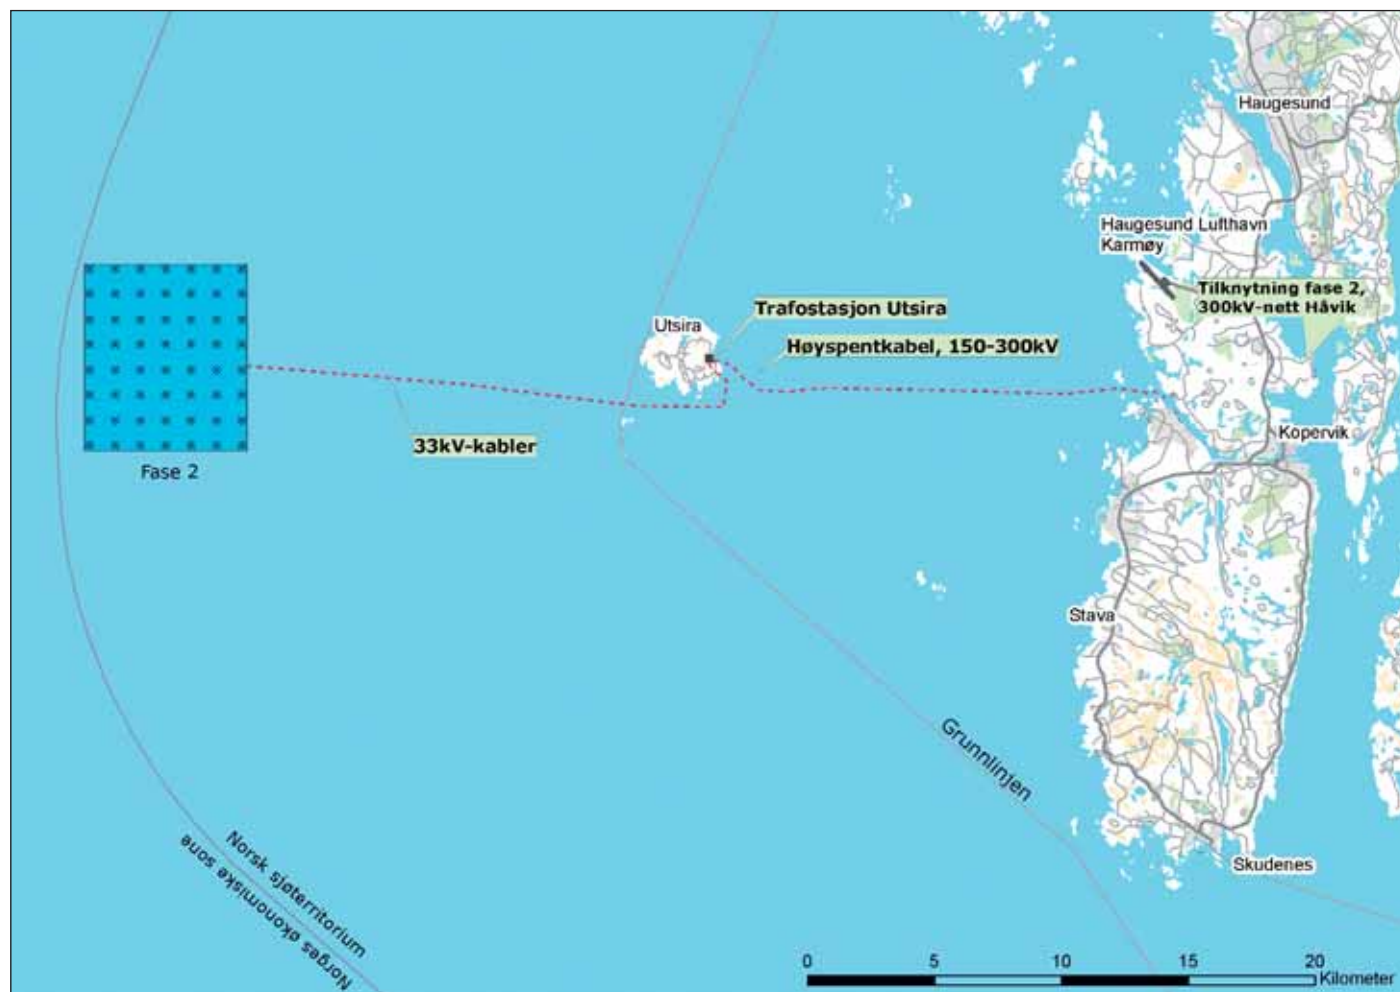 Haugesund
Haugesund Lufthavn
Karmøy
Tilknytning fase 2,
300kV-nett Håvik
Trafostasjon Utsira
Utsira
Høyspentkabel, 150-300kV
Kopervik
33kV-kabler
Fase 2
Stava
Grunnlinjen
Norsk sjøterritorium
Norges økonomiske sone
Skudenes
0 5 10 15 20
Kilometer